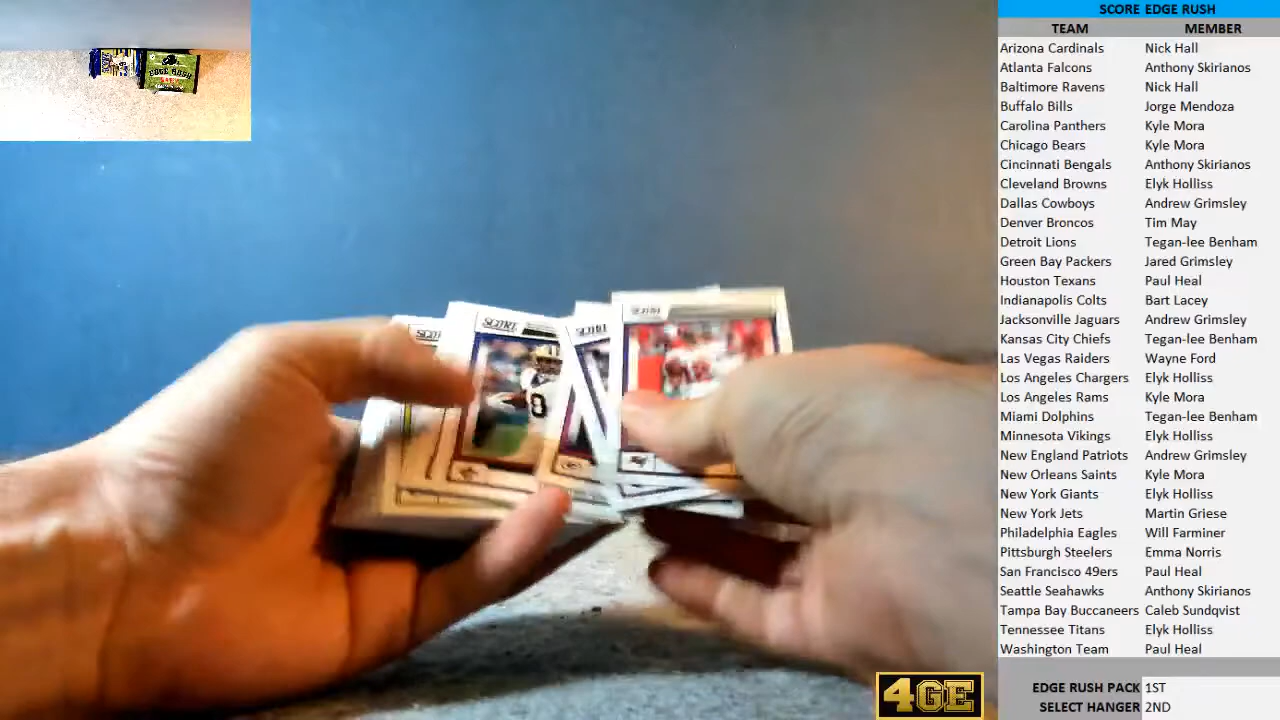 SCORE EDGE RUSH
TEAM MEMBER
Arizona Cardinals Nick Hall
Atlanta Falcons Anthony Skirianos
Baltimore Ravens Nick Hall
Buffalo Bills Jorge Mendoza
Carolina Panthers Kyle Mora
Chicago Bears Kyle Mora
Cincinnati Bengals Anthony Skirianos
Cleveland Browns Elyk Holliss
Dallas Cowboys Andrew Grimsley
Denver Broncos Tim May
Detroit Lions Tegan-lee Benham
Green Bay Packers Jared Grimsley
Houston Texans Paul Heal
Indianapolis Colts Bart Lacey
Jacksonville Jaguars Andrew Grimsley
Kansas City Chiefs Tegan-lee Benham
Las Vegas Raiders Wayne Ford
Los Angeles Chargers Elyk Holliss
Los Angeles Rams Kyle Mora
Miami Dolphins Tegan-lee Benham
Minnesota Vikings Elyk Holliss
New England Patriots Andrew Grimsley
New Orleans Saints Kyle Mora
New York Giants Elyk Holliss
New York Jets Martin Griese
Philadelphia Eagles Will Farminer
Pittsburgh Steelers Emma Norris
San Francisco 49ers Paul Heal
Seattle Seahawks Anthony Skirianos
Tampa Bay Buccaneers Caleb Sundqvist
Tennessee Titans Elyk Holliss
Washington Team Paul Heal
EDGE RUSH PACK 1ST
SELECT HANGER 2ND
4GE
EDGE RUSH
SCORE
SCORE
SCORE
8